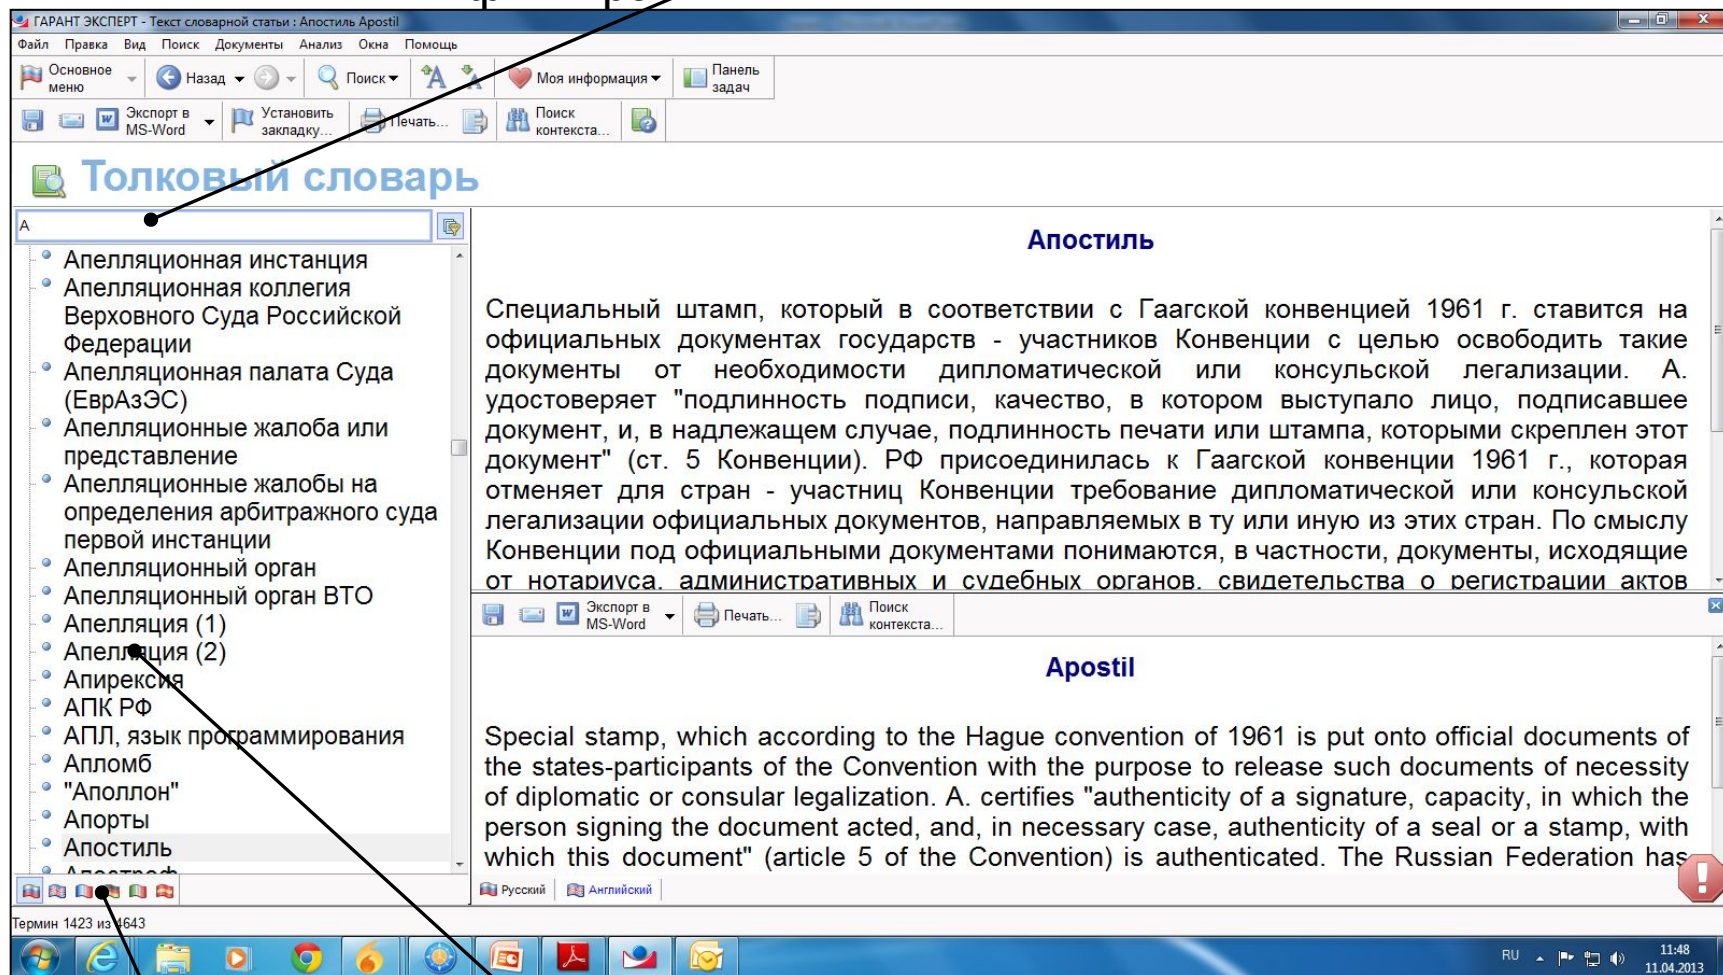 ГАРАНТ ЭКСПЕРТ - Текст словарной статьи : Апостиль Apostil
Файл Правка Вид Поиск Документы Анализ Окна Помощь
Основное меню Назад Поиск Моя информация Панель задач
Экспорт в MS-Word Установить закладку... Печать... Поиск контекста...
Толковый словарь
А
Апелляционная инстанция
Апелляционная коллегия
Верховного Суда Российской
Федерации
Апелляционная палата Суда
(ЕврАзЭС)
Апелляционные жалоба или
представление
Апелляционные жалобы на
определения арбитражного суда
первой инстанции
Апелляционный орган
Апелляционный орган ВТО
Апелляция (1)
Апелляция (2)
Апирексия
АПК РФ
АПЛ, язык программирования
Апломб
"Аполлон"
Апорты
Апостиль
Апостроф
Термин 1423 из 4643
Апостиль
Специальный штамп, который в соответствии с Гаагской конвенцией 1961 г. ставится на
официальных документах государств - участников Конвенции с целью освободить такие
документы от необходимости дипломатической или консульской легализации. А.
удостоверяет "подлинность подписи, качество, в котором выступало лицо, подписавшее
документ, и, в надлежащем случае, подлинность печати или штампа, которыми скреплен этот
документ" (ст. 5 Конвенции). РФ присоединилась к Гаагской конвенции 1961 г., которая
отменяет для стран - участниц Конвенции требование дипломатической или консульской
легализации официальных документов, направляемых в ту или иную из этих стран. По смыслу
Конвенции под официальными документами понимаются, в частности, документы, исходящие
от нотариуса, административных и судебных органов, свидетельства о регистрации актов
Экспорт в MS-Word Печать... Поиск контекста...
Apostil
Special stamp, which according to the Hague convention of 1961 is put onto official documents of
the states-participants of the Convention with the purpose to release such documents of necessity
of diplomatic or consular legalization. A. certifies "authenticity of a signature, capacity, in which the
person signing the document acted, and, in necessary case, authenticity of a seal or a stamp, with
which this document" (article 5 of the Convention) is authenticated. The Russian Federation has
Русский Английский
RU 11:48
11.04.2013